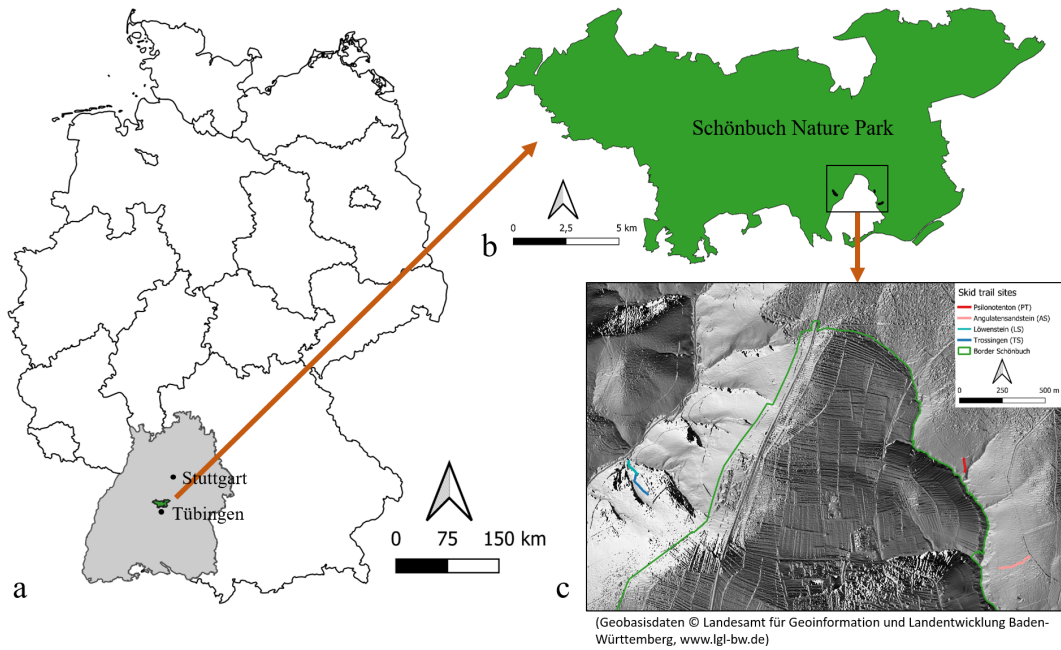 Stuttgart
Tübingen
0 75 150 km
a
Schönbuch Nature Park
0 2,5 5 km
b
Skid trail sites
Psilonotenton (PT)
Angulatensandstein (AS)
Löwenstein (LS)
Trossingen (TS)
Border Schönbuch
0 250 500 m
c
(Geobasisdaten © Landesamt für Geoinformation und Landentwicklung Baden-
Württemberg, www.lgl-bw.de)